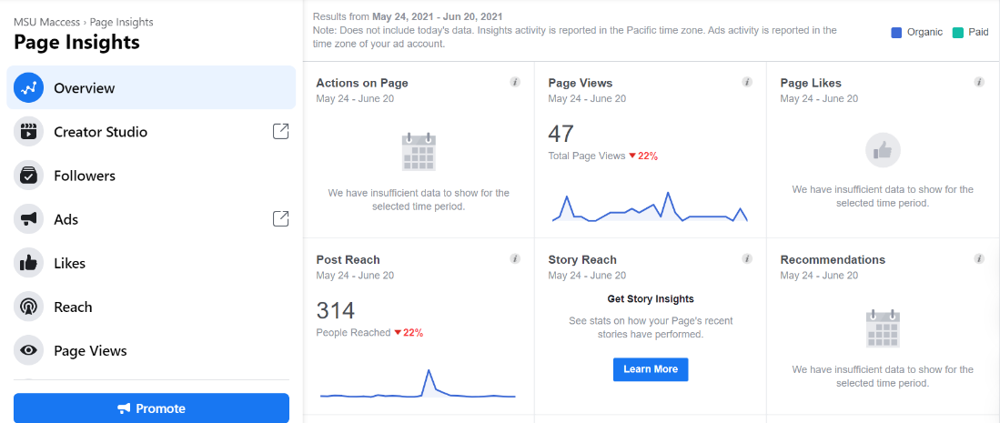 MSU Maccess › Page Insights
Page Insights
Overview
Creator Studio
Followers
Ads
Likes
Reach
Page Views
Promote
Results from May 24, 2021 - Jun 20, 2021
Note: Does not include today's data. Insights activity is reported in the Pacific time zone. Ads activity is reported in the
time zone of your ad account.
Organic
Paid
Actions on Page
May 24 - June 20
We have insufficient data to show for the
selected time period.
Page Views
May 24 - June 20
47
Total Page Views ▼22%
Page Likes
May 24 - June 20
We have insufficient data to show for the
selected time period.
Post Reach
May 24 - June 20
314
People Reached ▼22%
Story Reach
May 24 - June 20
Get Story Insights
See stats on how your Page's recent
stories have performed.
Learn More
Recommendations
May 24 - June 20
We have insufficient data to show for the
selected time period.